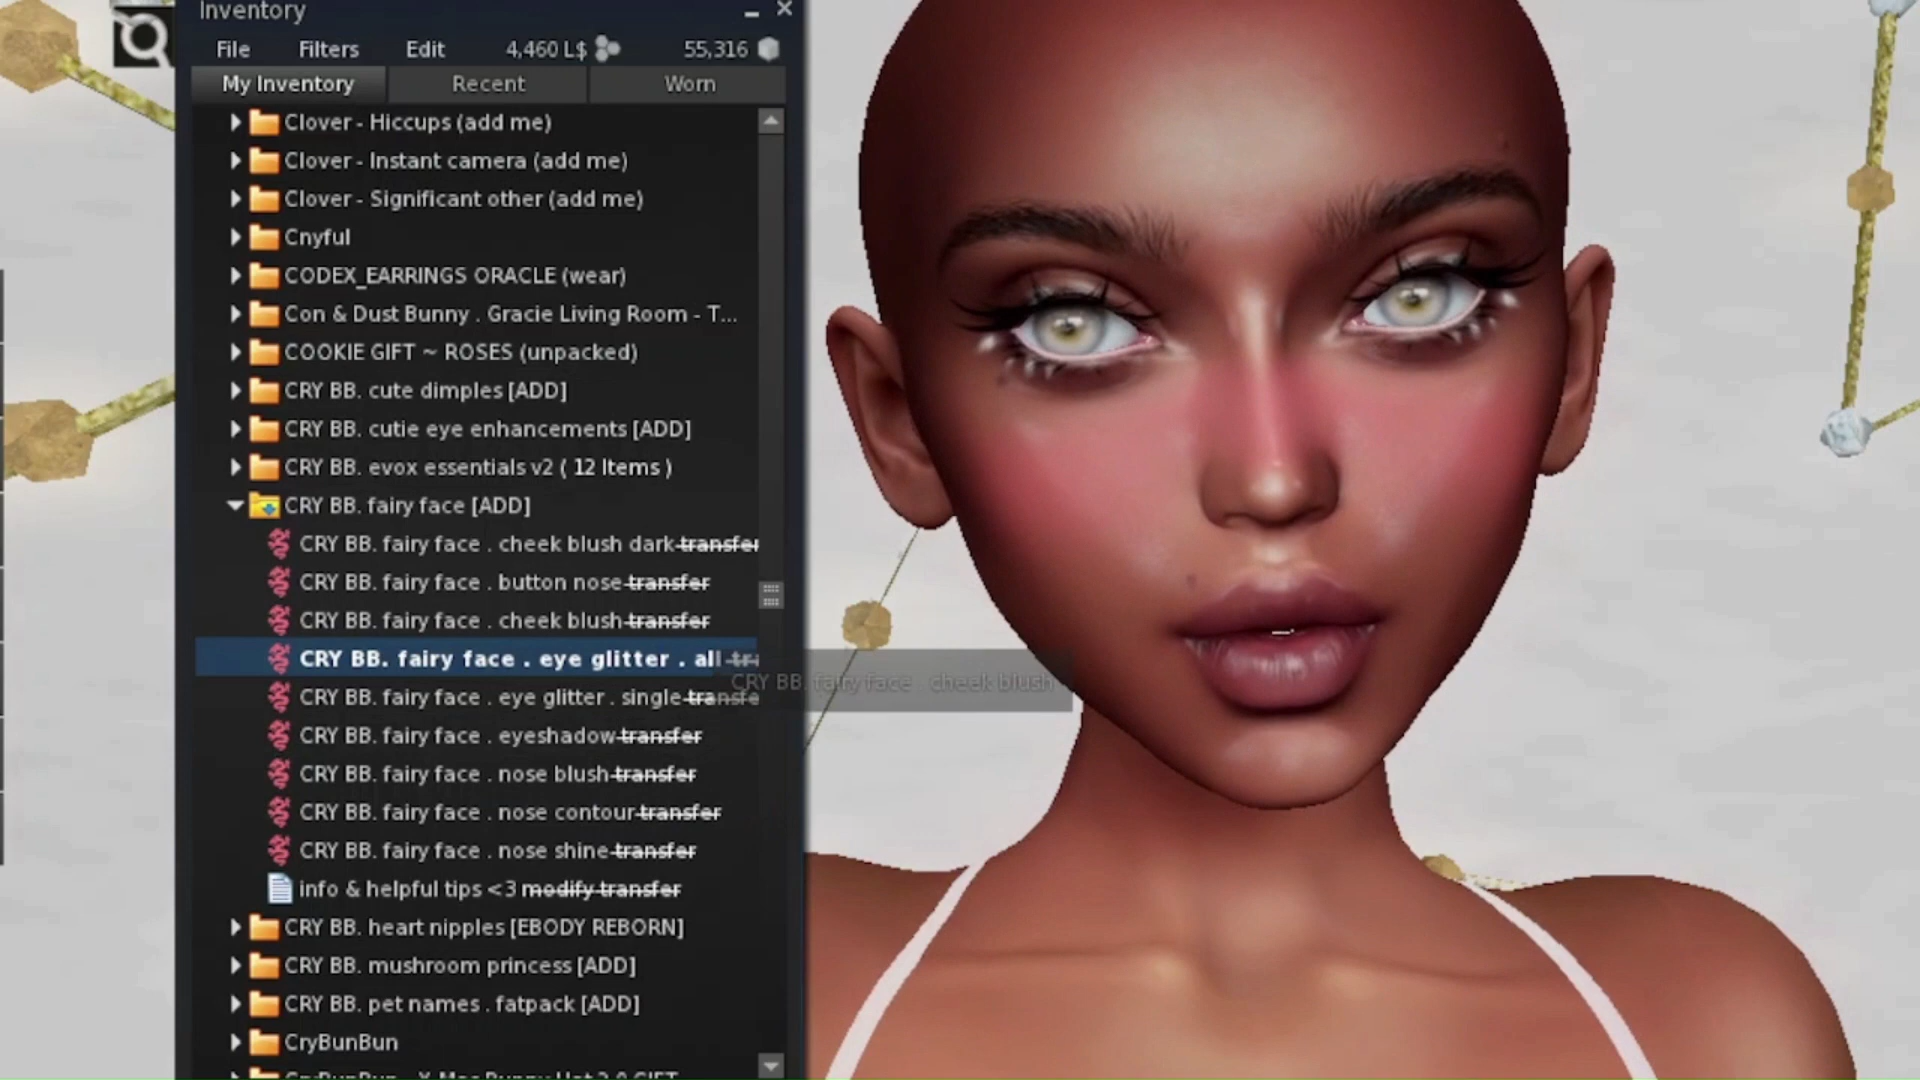 Inventory
File Filters Edit 4,460 L$ 55,316
My Inventory Recent Worn
Clover - Hiccups (add me)
Clover - Instant camera (add me)
Clover - Significant other (add me)
Cnyful
CODEX_EARRINGS ORACLE (wear)
Con & Dust Bunny . Gracie Living Room - T...
COOKIE GIFT ~ ROSES (unpacked)
CRY BB. cute dimples [ADD]
CRY BB. cutie eye enhancements [ADD]
CRY BB. evox essentials v2 ( 12 Items )
CRY BB. fairy face [ADD]
CRY BB. fairy face . cheek blush dark transfer
CRY BB. fairy face . button nose transfer
CRY BB. fairy face . cheek blush transfer
CRY BB. fairy face . eye glitter . all tra
CRY BB. fairy face . cheek blush
CRY BB. fairy face . eye glitter . single transfe
CRY BB. fairy face . eyeshadow transfer
CRY BB. fairy face . nose blush transfer
CRY BB. fairy face . nose contour transfer
CRY BB. fairy face . nose shine transfer
info & helpful tips <3 modify transfer
CRY BB. heart nipples [EBODY REBORN]
CRY BB. mushroom princess [ADD]
CRY BB. pet names . fatpack [ADD]
CryBunBun